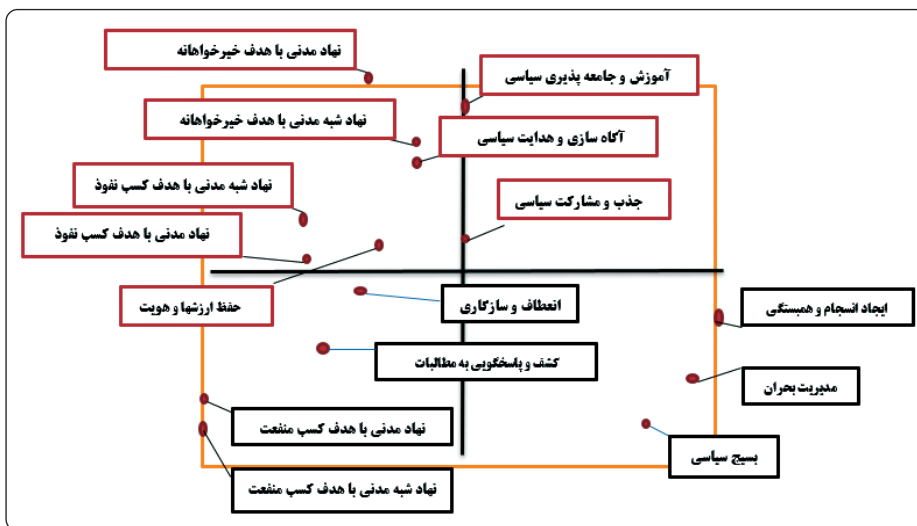 نهاد مدنی با هدف خیرخواهانه
آموزش و جامعه پذیری سیاسی
نهاد شبه مدنی با هدف خیرخواهانه
آگاه سازی و هدایت سیاسی
نهاد شبه مدنی با هدف کسب نفوذ
جذب و مشارکت سیاسی
نهاد مدنی با هدف کسب نفوذ
حفظ ارزشها و هویت
انعطاف و سازگاری
ایجاد انسجام و همبستگی
کشف و پاسخگویی به مطالبات
مدیریت بحران
نهاد مدنی با هدف کسب منفعت
بسیج سیاسی
نهاد شبه مدنی با هدف کسب منفعت